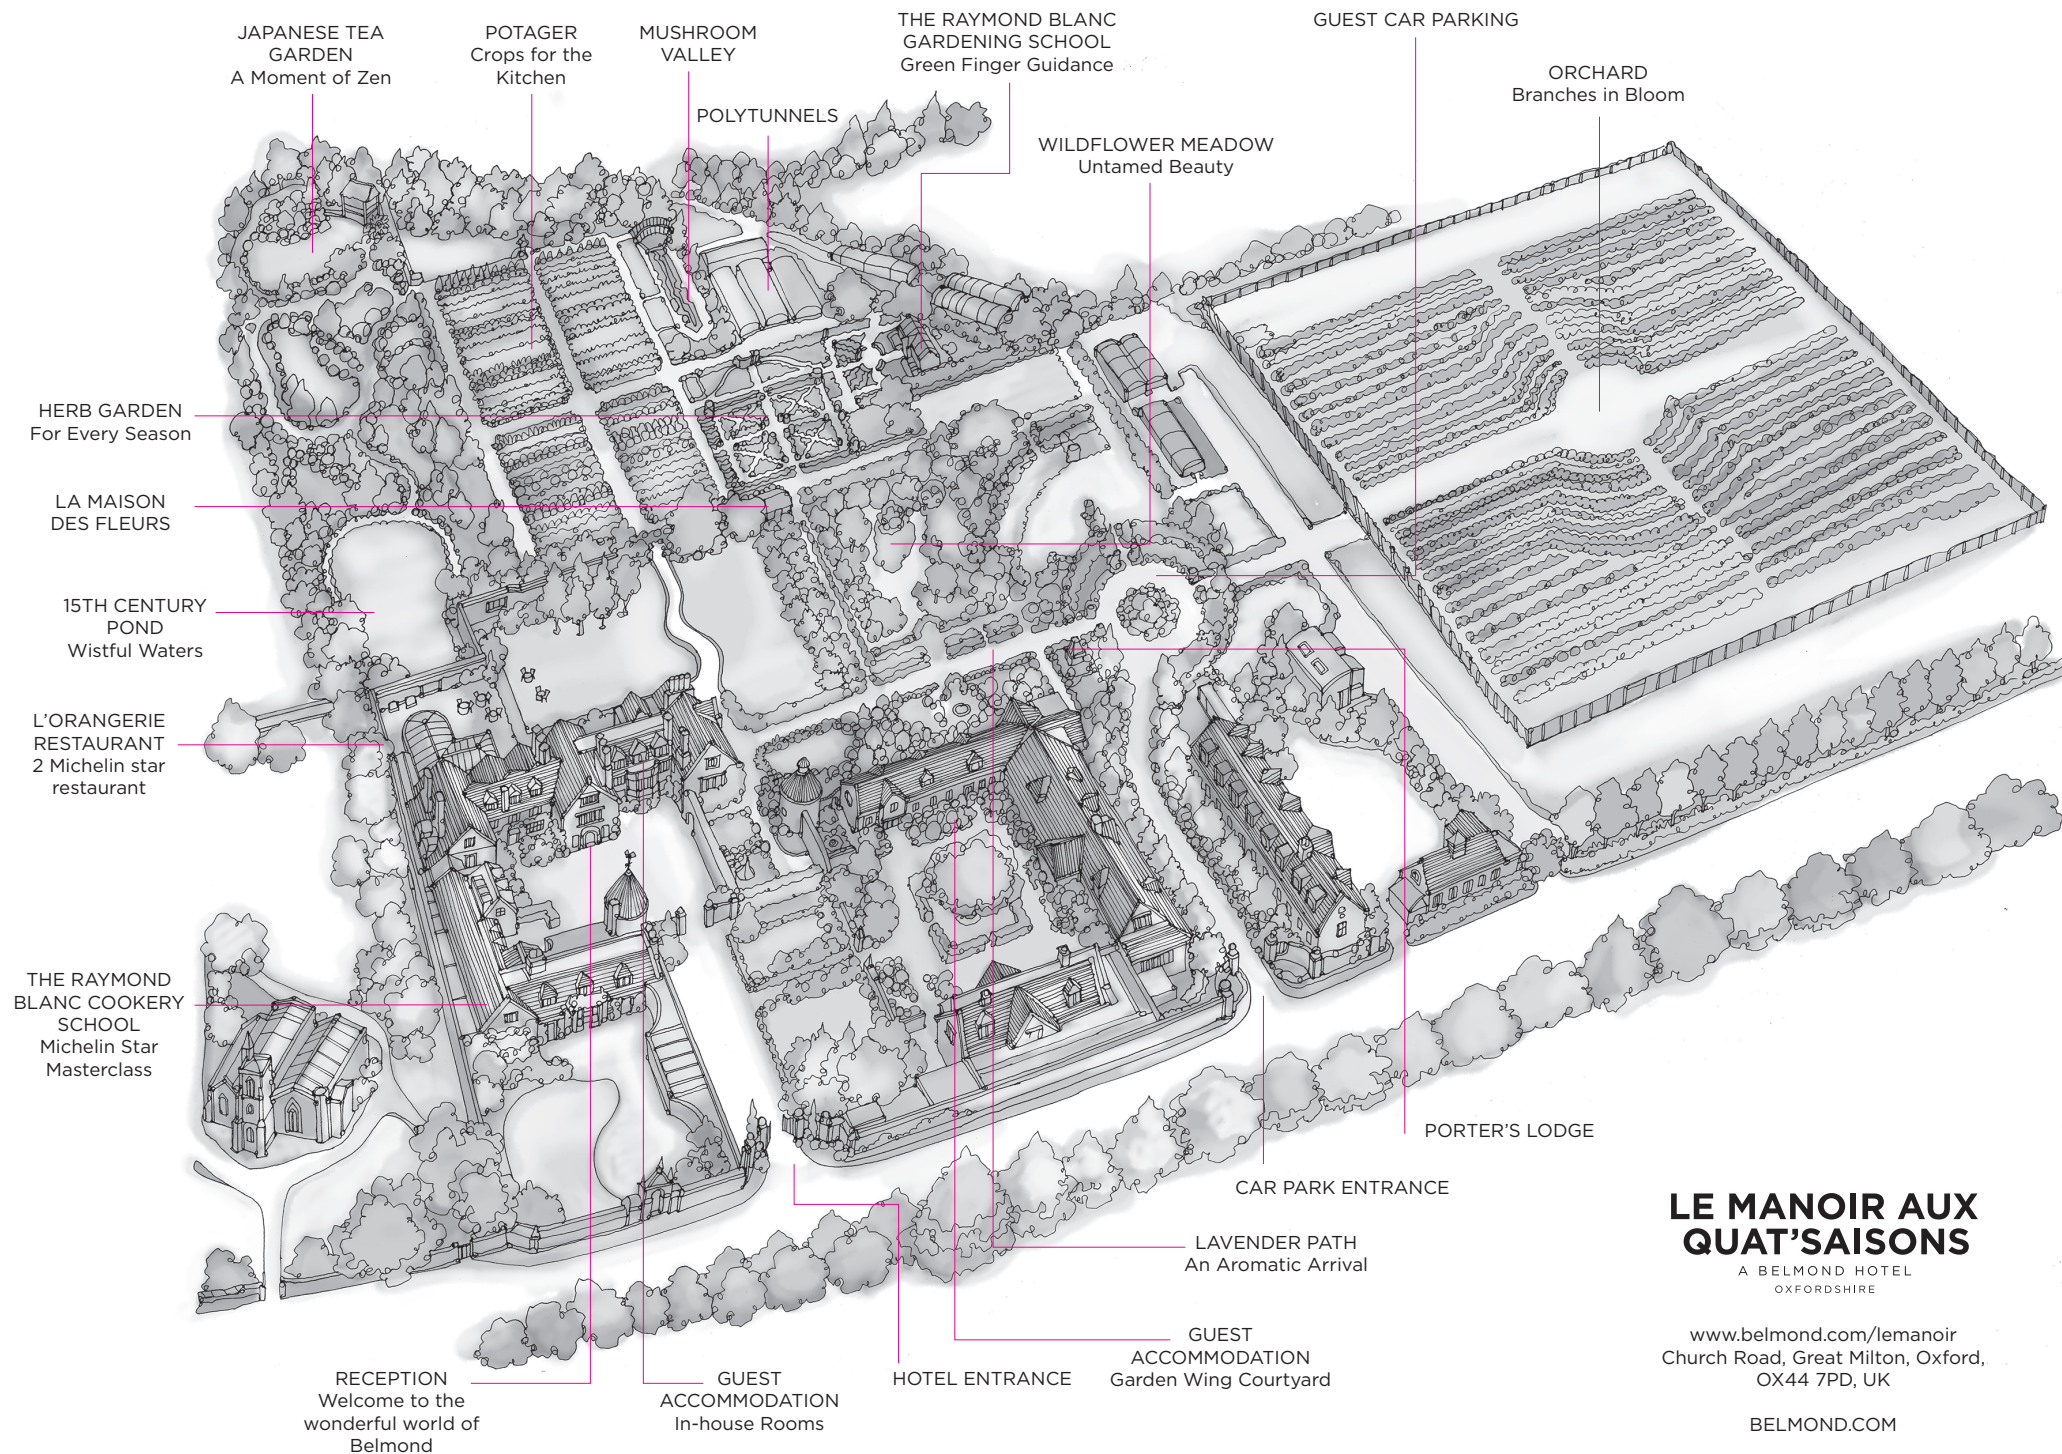 JAPANESE TEA
GARDEN
A Moment of Zen
POTAGER
Crops for the
Kitchen
MUSHROOM
VALLEY
POLYTUNNELS
THE RAYMOND BLANC
GARDENING SCHOOL
Green Finger Guidance
WILDFLOWER MEADOW
Untamed Beauty
GUEST CAR PARKING
ORCHARD
Branches in Bloom
HERB GARDEN
For Every Season
LA MAISON
DES FLEURS
15TH CENTURY
POND
Wistful Waters
L'ORANGERIE
RESTAURANT
2 Michelin star
restaurant
THE RAYMOND
BLANC COOKERY
SCHOOL
Michelin Star
Masterclass
RECEPTION
Welcome to the
wonderful world of
Belmond
GUEST
ACCOMMODATION
In-house Rooms
HOTEL ENTRANCE
GUEST
ACCOMMODATION
Garden Wing Courtyard
LAVENDER PATH
An Aromatic Arrival
CAR PARK ENTRANCE
PORTER'S LODGE
LE MANOIR AUX
QUAT'SAISONS
A BELMOND HOTEL
OXFORDSHIRE
www.belmond.com/lemanoir
Church Road, Great Milton, Oxford,
OX44 7PD, UK
BELMOND.COM